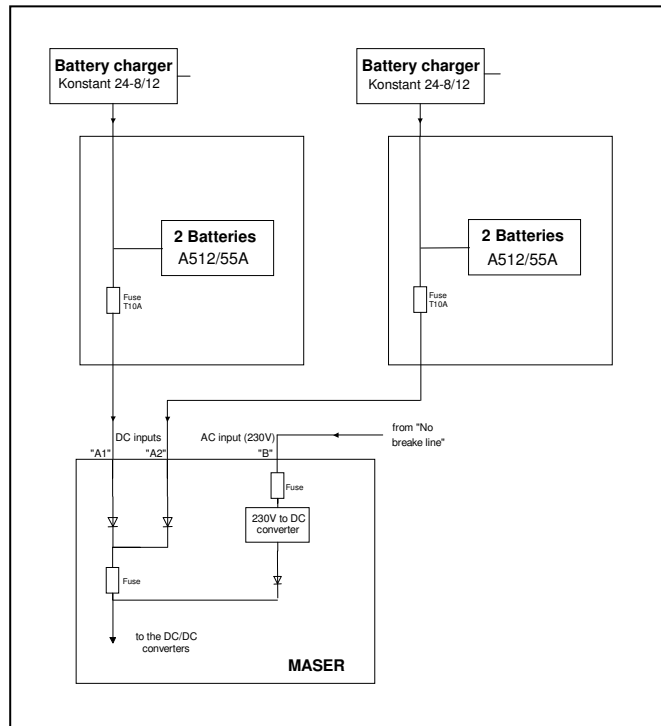 Battery charger
Konstant 24-8/12
Battery charger
Konstant 24-8/12
2 Batteries
A512/55A
2 Batteries
A512/55A
Fuse
T10A
Fuse
T10A
DC inputs
AC input (230V)
from "No
breake line"
"A1"
"A2"
"B"
Fuse
230V to DC
converter
Fuse
to the DC/DC
converters
MASER